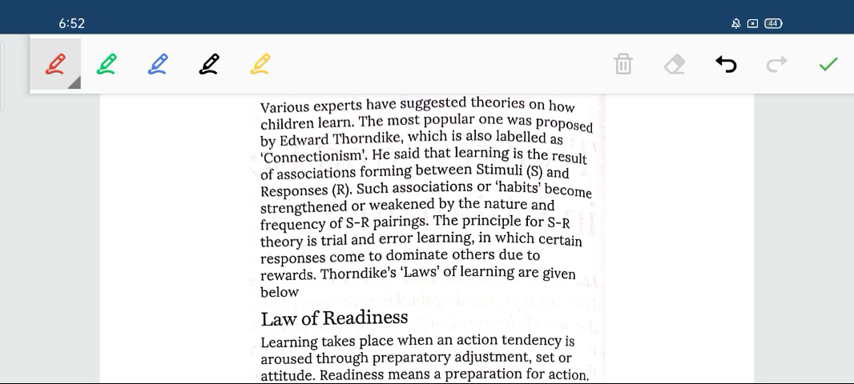 6:52
44
Various experts have suggested theories on how
children learn. The most popular one was proposed
by Edward Thorndike, which is also labelled as
‘Connectionism’. He said that learning is the result
of associations forming between Stimuli (S) and
Responses (R). Such associations or ‘habits’ become
strengthened or weakened by the nature and
frequency of S-R pairings. The principle for S-R
theory is trial and error learning, in which certain
responses come to dominate others due to
rewards. Thorndike’s ‘Laws’ of learning are given
below
Law of Readiness
Learning takes place when an action tendency is
aroused through preparatory adjustment, set or
attitude. Readiness means a preparation for action.